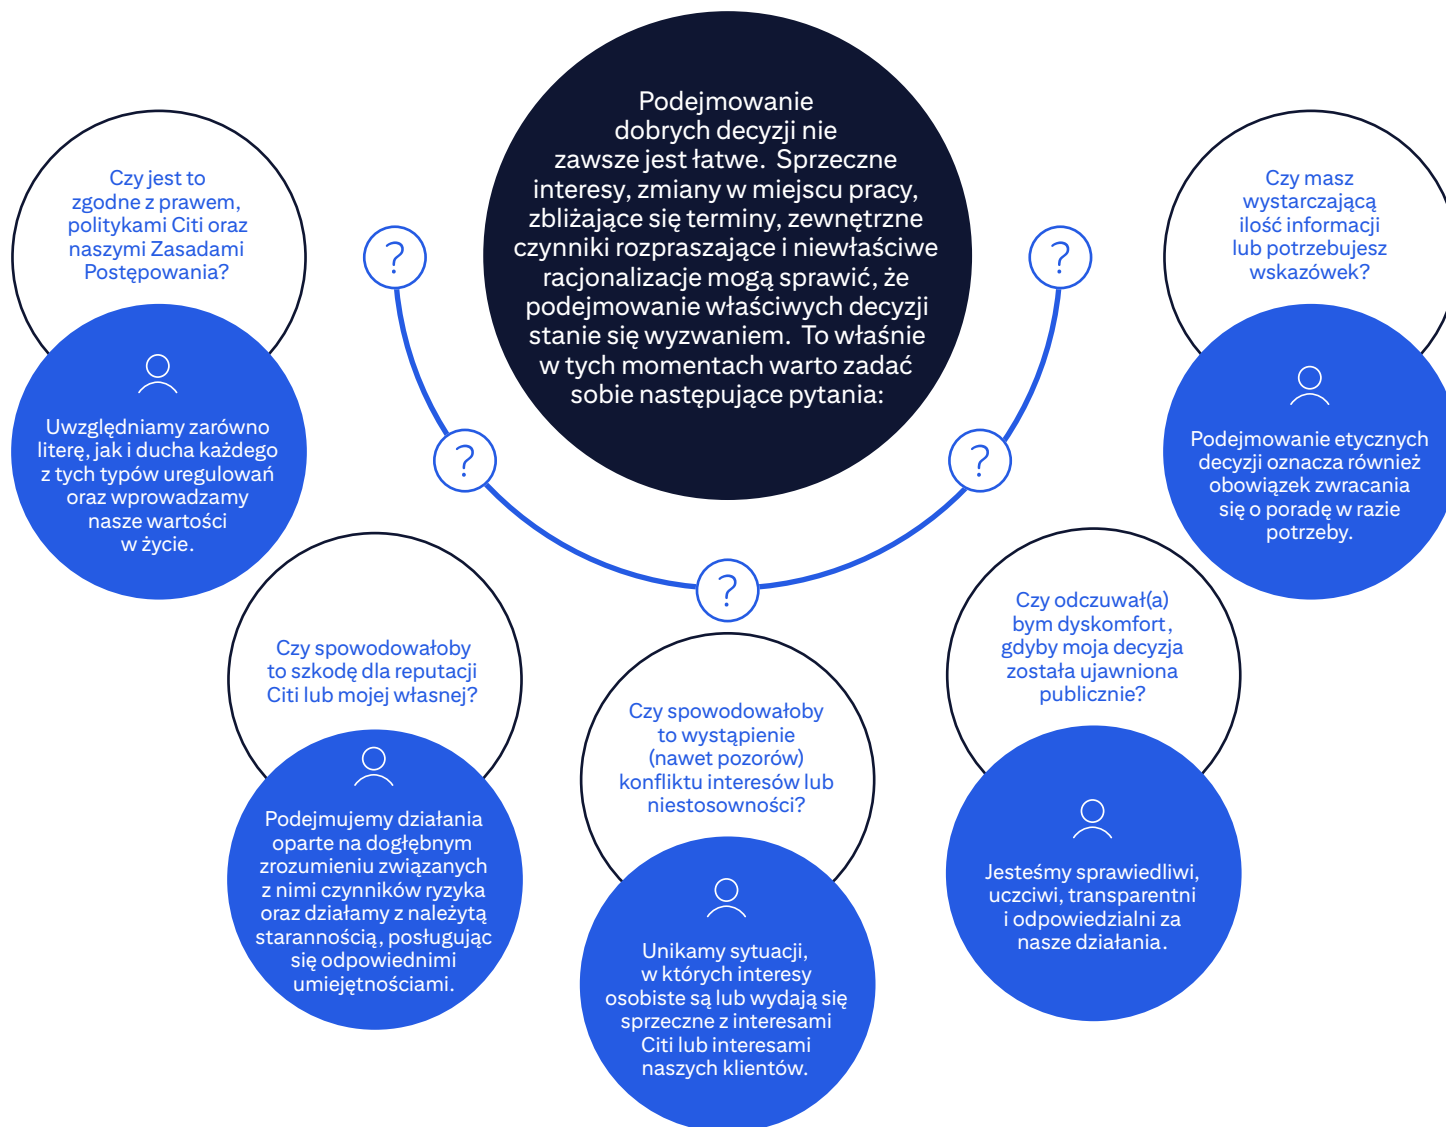 Podejmowanie
dobrych decyzji nie
zawsze jest łatwe. Sprzeczne
interesy, zmiany w miejscu pracy,
zbliżające się terminy, zewnętrzne
czynniki rozpraszające i niewłaściwe
racjonalizacje mogą sprawić, że
podejmowanie właściwych decyzji
stanie się wyzwaniem. To właśnie
w tych momentach warto zadać
sobie następujące pytania:
?
?
?
?
?
Czy jest to
zgodne z prawem,
politykami Citi oraz
naszymi Zasadami
Postępowania?
Uwzględniamy zarówno
literę, jak i ducha każdego
z tych typów uregulowań
oraz wprowadzamy
nasze wartości
w życie.
Czy spowodowałoby
to szkodę dla reputacji
Citi lub mojej własnej?
Podejmujemy działania
oparte na dogłębnym
zrozumieniu związanych
z nimi czynników ryzyka
oraz działamy z należytą
starannością, posługując
się odpowiednimi
umiejętnościami.
Czy spowodowałoby
to wystąpienie
(nawet pozorów)
konfliktu interesów lub
niestosowności?
Unikamy sytuacji,
w których interesy
osobiste są lub wydają się
sprzeczne z interesami
Citi lub interesami
naszych klientów.
Czy odczuwał(a)
bym dyskomfort,
gdyby moja decyzja
została ujawniona
publicznie?
Jesteśmy sprawiedliwi,
uczciwi, transparentni
i odpowiedzialni za
nasze działania.
Czy masz
wystarczającą
ilość informacji
lub potrzebujesz
wskazówek?
Podejmowanie etycznych
decyzji oznacza również
obowiązek zwracania
się o poradę w razie
potrzeby.